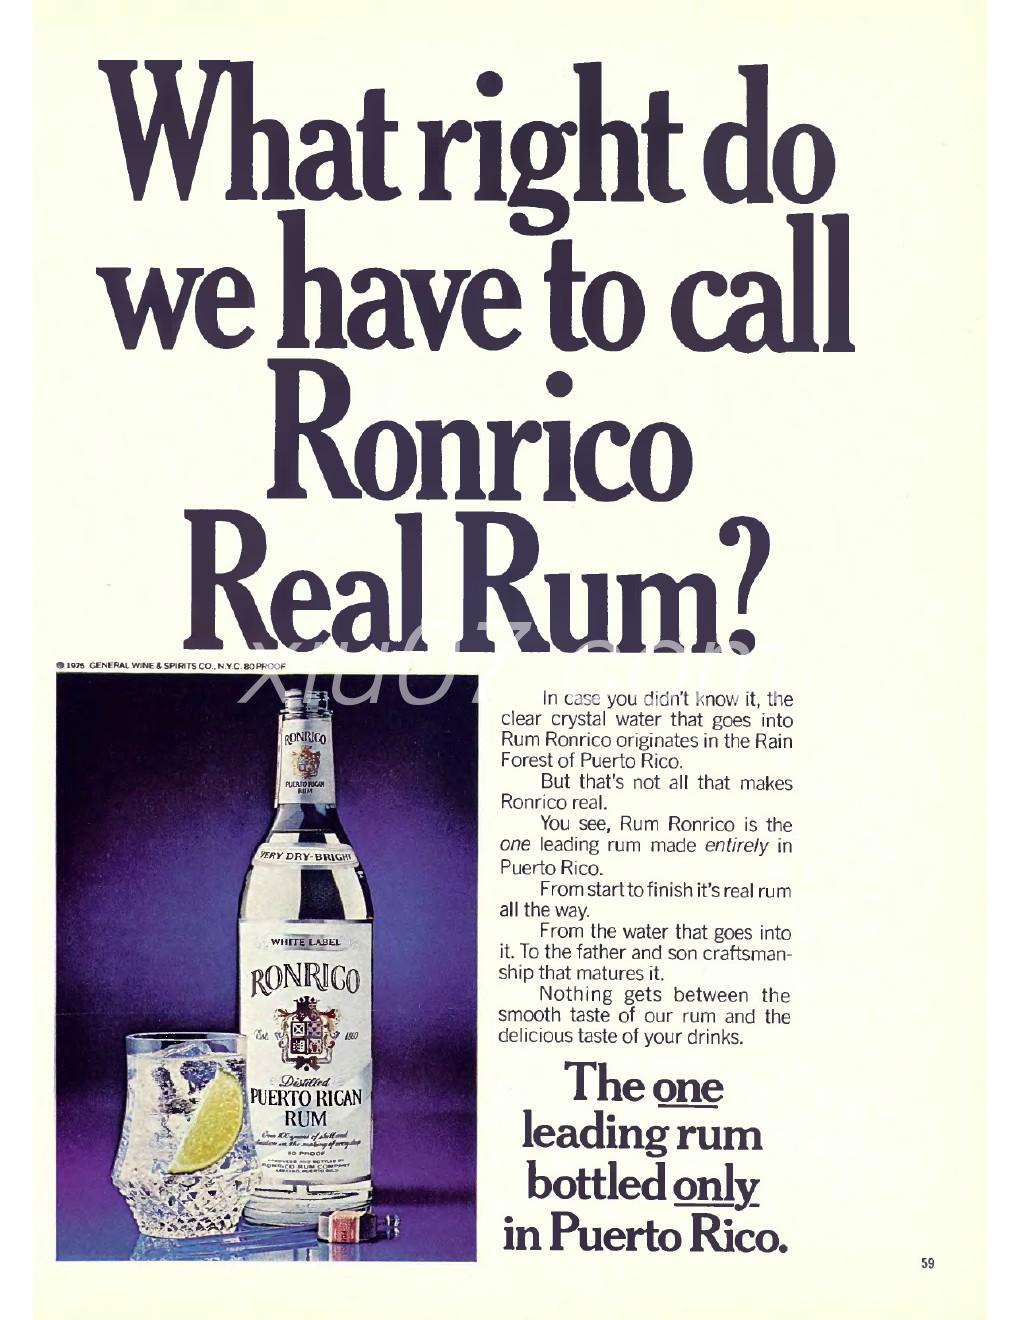 What right do
we have to call
Ronrico
Real Rum?
xiu07.com
© 1975 GENERAL WINE & SPIRITS CO., N.Y.C. 80 PROOF
RONRICO
PUERTO RICAN
RUM
VERY DRY-BRIGHT
WHITE LABEL
RONRICO
Est. 1860
Distilled
PUERTO RICAN
RUM
80 PROOF
RONRICO RUM COMPANY
In case you didn't know it, the
clear crystal water that goes into
Rum Ronrico originates in the Rain
Forest of Puerto Rico.
But that's not all that makes
Ronrico real.
You see, Rum Ronrico is the
one leading rum made entirely in
Puerto Rico.
From start to finish it's real rum
all the way.
From the water that goes into
it. To the father and son craftsman-
ship that matures it.
Nothing gets between the
smooth taste of our rum and the
delicious taste of your drinks.
The one
leading rum
bottled only
in Puerto Rico.
59